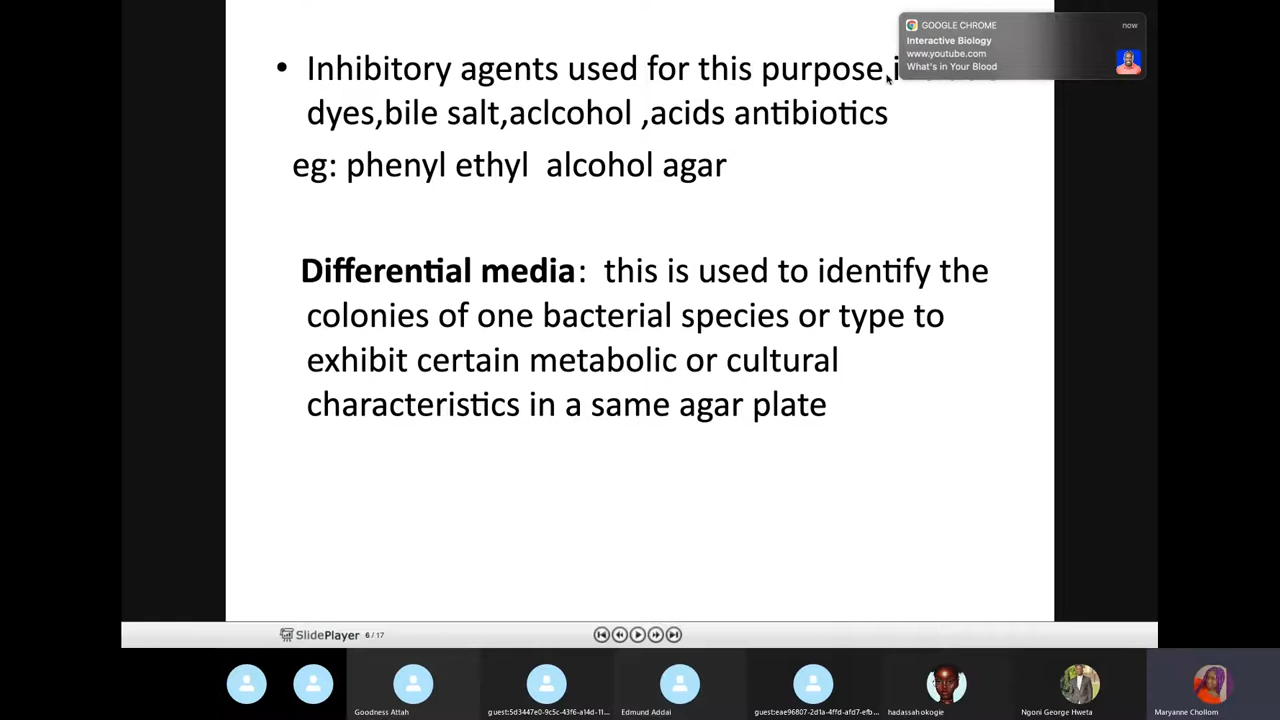 GOOGLE CHROME
now
Interactive Biology
www.youtube.com
What's in Your Blood
• Inhibitory agents used for this purpose,
dyes,bile salt,aclcohol ,acids antibiotics
eg: phenyl ethyl alcohol agar
Differential media: this is used to identify the
colonies of one bacterial species or type to
exhibit certain metabolic or cultural
characteristics in a same agar plate
SlidePlayer 6 / 17
Goodness Attah
guest:5d3447e0-9c5c-43f6-a14d-11...
Edmund Addai
guest:eae96807-2d1a-4ffd-afd7-efb...
hadassah okogie
Ngoni George Hweta
Maryanne Chollom